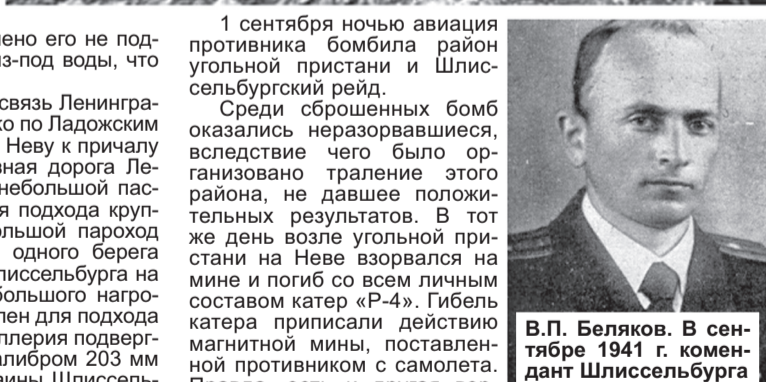 ено его не под-
из-под воды, что
связь Ленингра-
ко по Ладожским
Неву к причалу
вная дорога Ле-
небольшой пас-
я подхода круп-
ольшой пароход
одного берега
лиссельбурга на
большого нагро-
лен для подхода
ллерия подверг-
алибром 203 мм
1 сентября ночью авиация
противника бомбила район
угольной пристани и Шлис-
сельбургский рейд.
Среди сброшенных бомб
оказались неразорвавшиеся,
вследствие чего было ор-
ганизовано траление этого
района, не давшее положи-
тельных результатов. В тот
же день возле угольной при-
стани на Неве взорвался на
мине и погиб со всем личным
составом катер «Р-4». Гибель
катера приписали действию
магнитной мины, поставлен-
ной противником с самолета.
В.П. Беляков. В сен-
тябре 1941 г. комен-
дант Шлиссельбурга